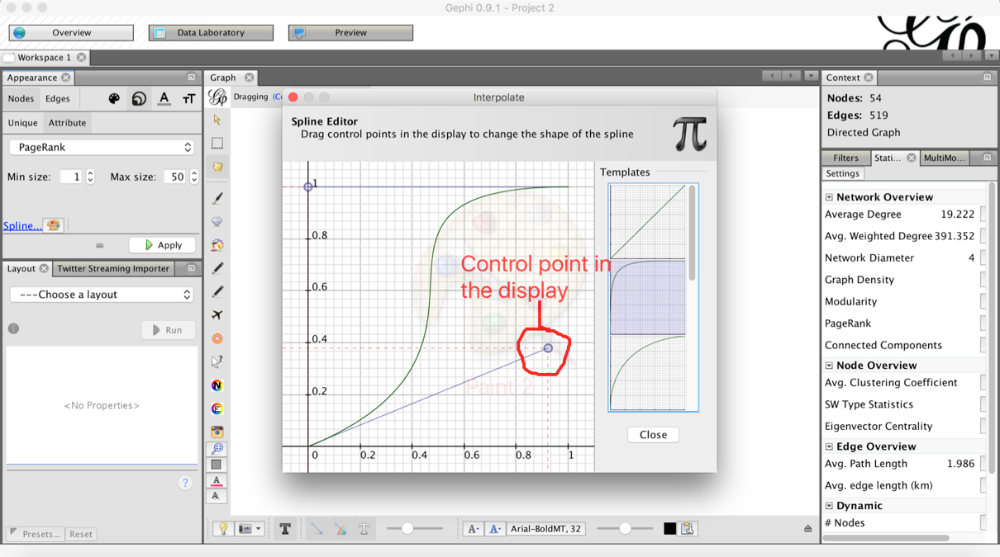 Gephi 0.9.1 - Project 2
Overview
Data Laboratory
Preview
Workspace 1
Appearance
Nodes
Edges
Unique
Attribute
PageRank
Min size: 1
Max size: 50
Spline...
Apply
Layout
Twitter Streaming Importer
---Choose a layout
Run
<No Properties>
?
Presets...
Reset
Graph
Dragging
Interpolate
Spline Editor
Drag control points in the display to change the shape of the spline
π
1
0.8
0.6
0.4
0.2
0 0.2 0.4 0.6 0.8 1
Control point in
the display
Paint 2
Templates
Close
T
A
A
Arial-BoldMT, 32
Context
Nodes: 54
Edges: 519
Directed Graph
Filters
Stati...
MultiMo...
Settings
Network Overview
Average Degree 19.222
Avg. Weighted Degree 391.352
Network Diameter 4
Graph Density
Modularity
PageRank
Connected Components
Node Overview
Avg. Clustering Coefficient
SW Type Statistics
Eigenvector Centrality
Edge Overview
Avg. Path Length 1.986
Avg. edge length (km)
Dynamic
# Nodes